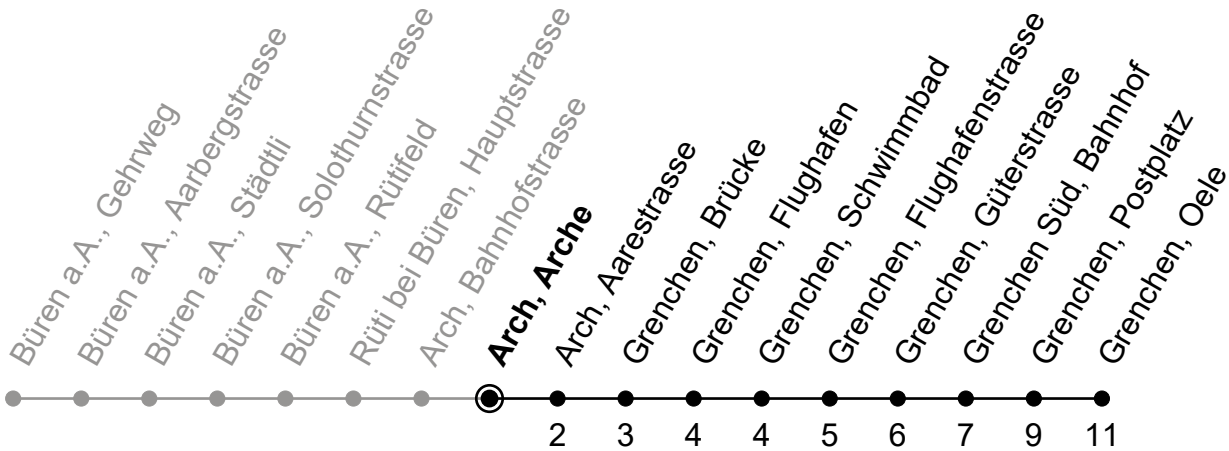 Büren a.A., Gehrweg
Büren a.A., Aarbergstrasse
Büren a.A., Städtli
Büren a.A., Solothurnstrasse
Büren a.A., Rütifeld
Rüti bei Büren, Hauptstrasse
Arch, Bahnhofstrasse
Arch, Arche
Arch, Aarestrasse
Grenchen, Brücke
Grenchen, Flughafen
Grenchen, Schwimmbad
Grenchen, Flughafenstrasse
Grenchen, Güterstrasse
Grenchen Süd, Bahnhof
Grenchen, Postplatz
Grenchen, Oele
2 3 4 4 5 6 7 9 11